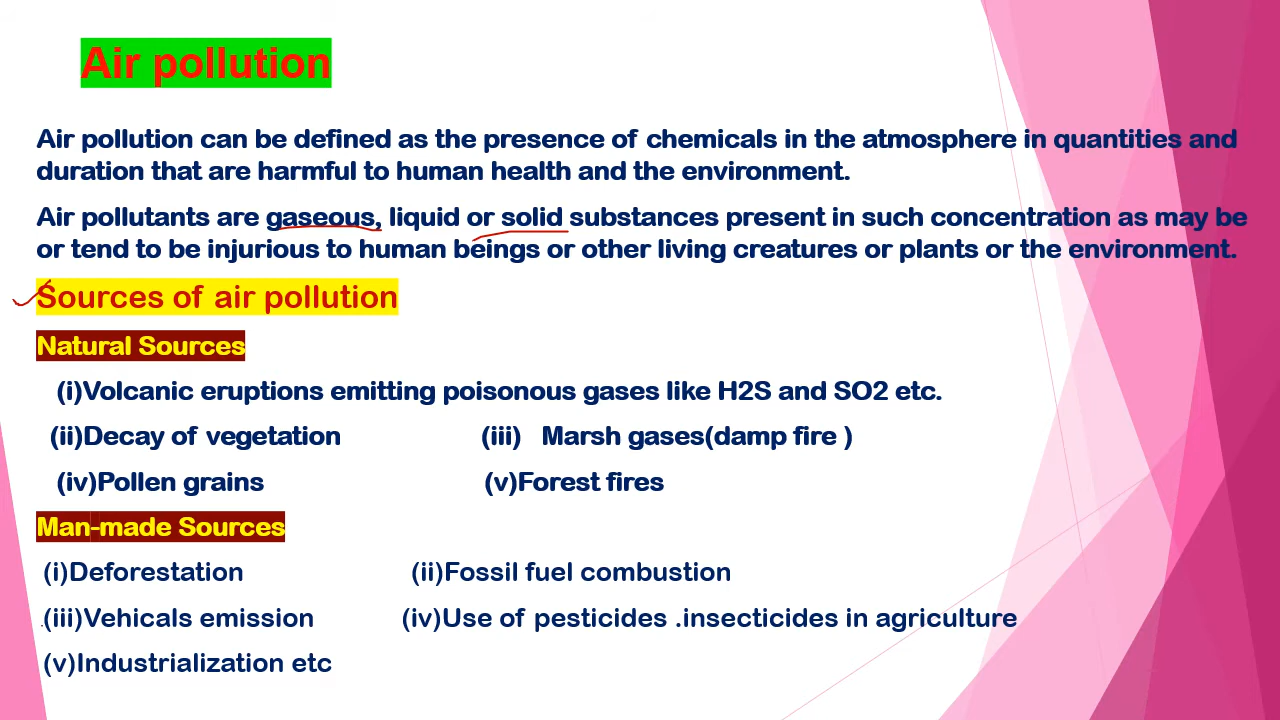 Air pollution
Air pollution can be defined as the presence of chemicals in the atmosphere in quantities and
duration that are harmful to human health and the environment.
Air pollutants are gaseous, liquid or solid substances present in such concentration as may be
or tend to be injurious to human beings or other living creatures or plants or the environment.
Sources of air pollution
Natural Sources
(i)Volcanic eruptions emitting poisonous gases like H2S and SO2 etc.
(ii)Decay of vegetation (iii) Marsh gases(damp fire )
(iv)Pollen grains (v)Forest fires
Man-made Sources
(i)Deforestation (ii)Fossil fuel combustion
(iii)Vehicals emission (iv)Use of pesticides .insecticides in agriculture
(v)Industrialization etc